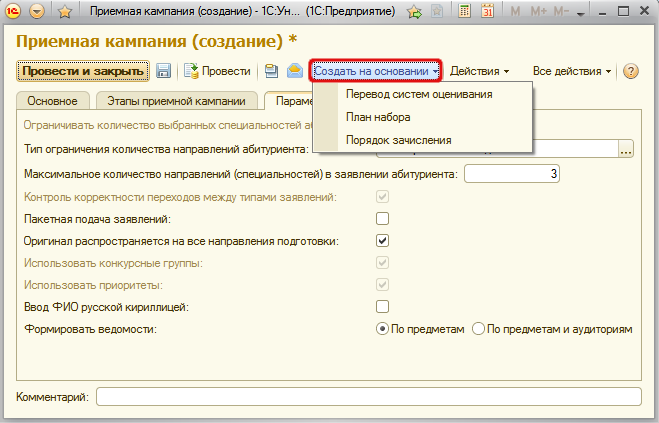 Приемная кампания (создание) - 1С:Ун... (1С:Предприятие)
M M+ M-
Приемная кампания (создание) *
Провести и закрыть Провести Создать на основании Действия Все действия ?
Перевод систем оценивания
План набора
Порядок зачисления
Основное Этапы приемной кампании Параме
Ограничивать количество выбранных специальностей а
Тип ограничения количества направлений абитуриента: ...
Максимальное количество направлений (специальностей) в заявлении абитуриента: 3
Контроль корректности переходов между типами заявлений:
Пакетная подача заявлений:
Оригинал распространяется на все направления подготовки:
Использовать конкурсные группы:
Использовать приоритеты:
Ввод ФИО русской кириллицей:
Формировать ведомости: По предметам По предметам и аудиториям
Комментарий: